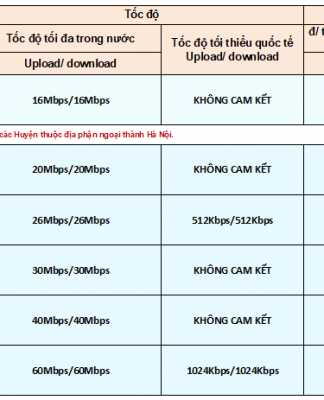 Tốc độ
Tốc độ tối đa trong nước
Upload/ download
Tốc độ tối thiểu quốc tế
Upload/ download
đ/ t
16Mbps/16Mbps KHÔNG CAM KẾT
các Huyện thuộc địa phận ngoại thành Hà Nội.
20Mbps/20Mbps KHÔNG CAM KẾT
26Mbps/26Mbps 512Kbps/512Kbps
30Mbps/30Mbps KHÔNG CAM KẾT
40Mbps/40Mbps KHÔNG CAM KẾT
60Mbps/60Mbps 1024Kbps/1024Kbps